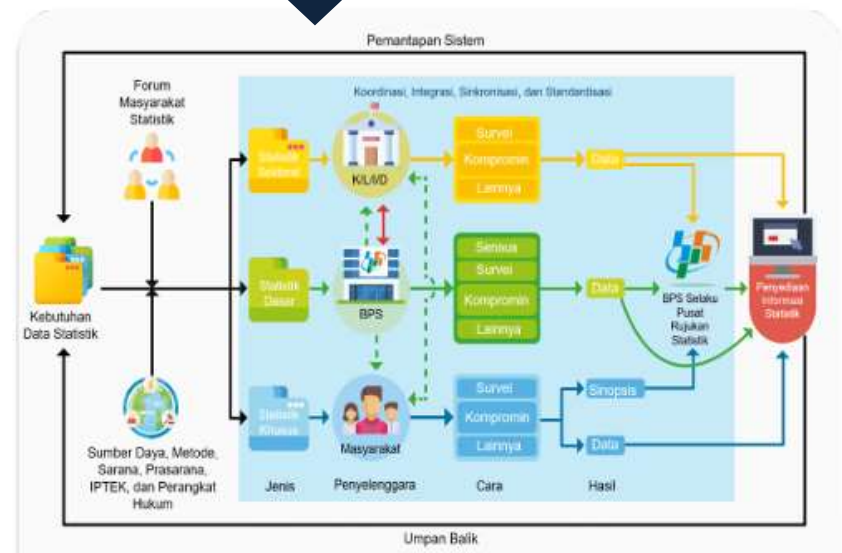 Pemantapan Sistem
Forum
Masyarakat
Statistik
Koordinasi, Integrasi, Sinkronisasi, dan Standardisasi
Statistik
Sektoral
K/L/I/D
Survei
Kompromin
Lainnya
Data
Kebutuhan
Data Statistik
Statistik
Dasar
BPS
Sensus
Survei
Kompromin
Lainnya
Data
BPS Selaku
Pusat
Rujukan
Statistik
Penyediaan
Informasi
Statistik
Sumber Daya, Metode,
Sarana, Prasarana,
IPTEK, dan Perangkat
Hukum
Statistik
Khusus
Masyarakat
Survei
Kompromin
Lainnya
Sinopsis
Data
Jenis
Penyelenggara
Cara
Hasil
Umpan Balik